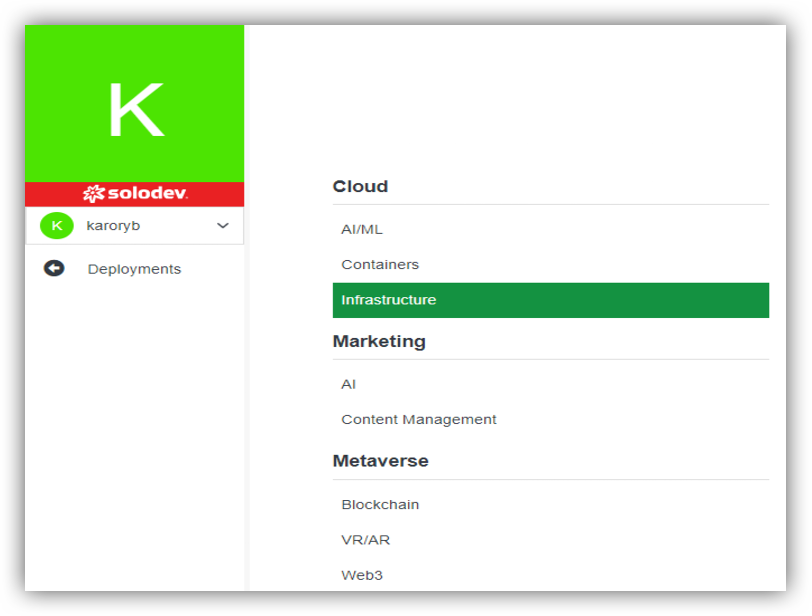 K
solodev.
K
karoryb
Deployments
Cloud
AI/ML
Containers
Infrastructure
Marketing
AI
Content Management
Metaverse
Blockchain
VR/AR
Web3